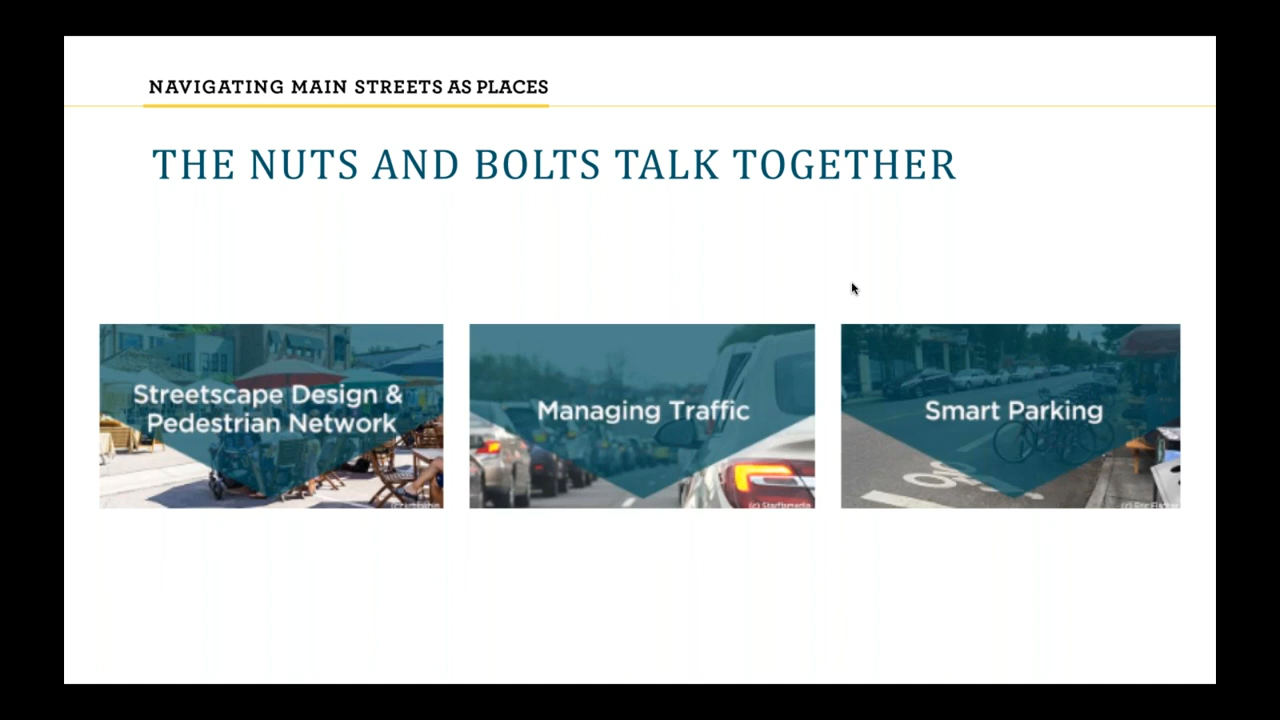 NAVIGATING MAIN STREETS AS PLACES
THE NUTS AND BOLTS TALK TOGETHER
Streetscape Design &
Pedestrian Network
Managing Traffic
Smart Parking